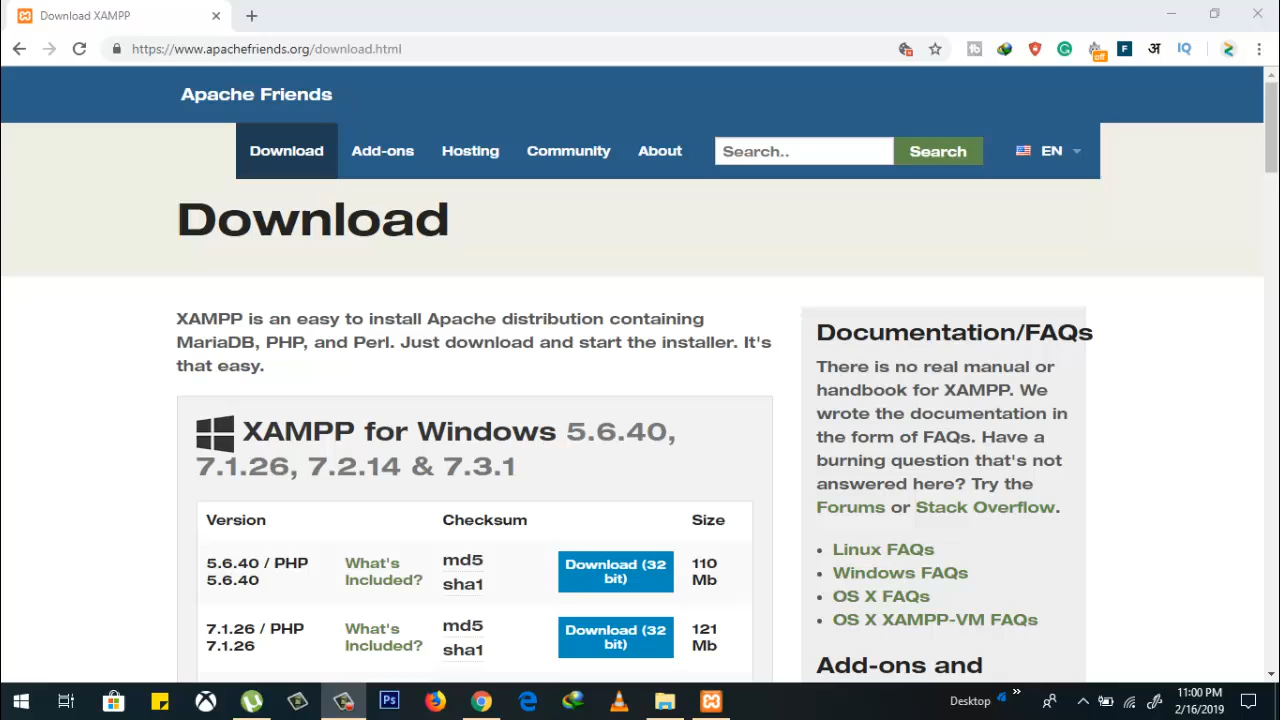 Download XAMPP
https://www.apachefriends.org/download.html
Apache Friends
Download Add-ons Hosting Community About Search.. Search EN
Download
XAMPP is an easy to install Apache distribution containing
MariaDB, PHP, and Perl. Just download and start the installer. It's
that easy.
XAMPP for Windows 5.6.40,
7.1.26, 7.2.14 & 7.3.1
Version Checksum Size
5.6.40 / PHP
5.6.40
What's
Included?
md5
sha1
Download (32
bit)
110
Mb
7.1.26 / PHP
7.1.26
What's
Included?
md5
sha1
Download (32
bit)
121
Mb
Documentation/FAQs
There is no real manual or
handbook for XAMPP. We
wrote the documentation in
the form of FAQs. Have a
burning question that's not
answered here? Try the
Forums or Stack Overflow.
• Linux FAQs
• Windows FAQs
• OS X FAQs
• OS X XAMPP-VM FAQs
Add-ons and
off
F
अ
IQ
Ps
Desktop
»
11:00 PM
2/16/2019